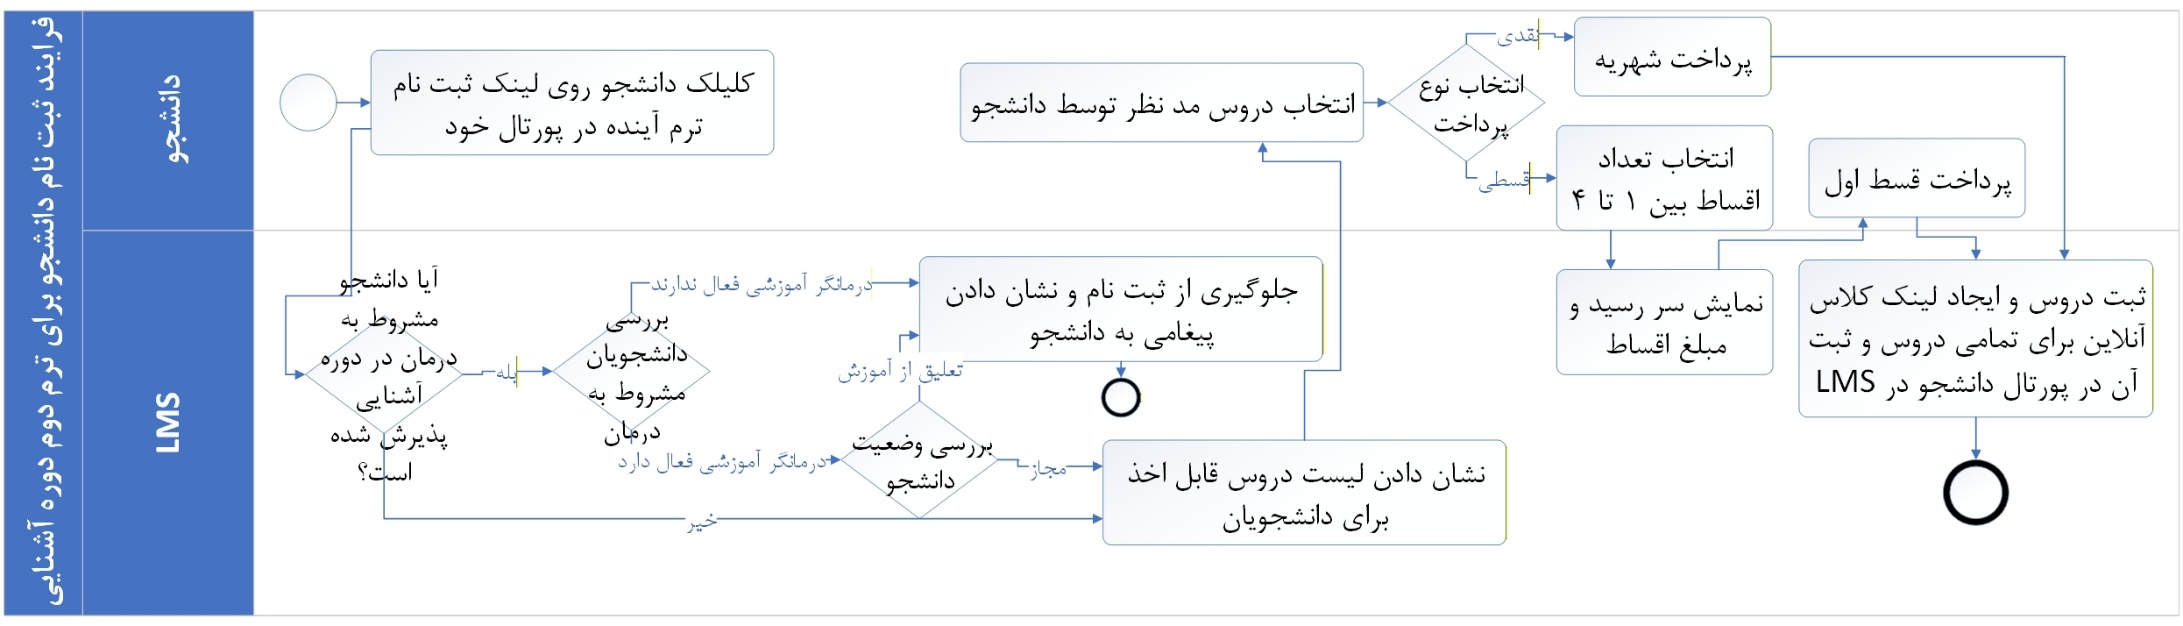 فرایند ثبت نام دانشجو برای ترم دوم دوره آشنایی
دانشجو
کلیلک دانشجو روی لینک ثبت نام
ترم آینده در پورتال خود
انتخاب دروس مد نظر توسط دانشجو
انتخاب نوع
پرداخت
نقدی
پرداخت شهریه
قسطی
انتخاب تعداد
اقساط بین ۱ تا ۴
پرداخت قسط اول
LMS
آیا دانشجو
مشروط به
درمان در دوره
آشنایی
پذیرش شده
است؟
بله
بررسی
دانشجویان
مشروط به
درمان
درمانگر آموزشی فعال ندارند
درمانگر آموزشی فعال دارد
جلوگیری از ثبت نام و نشان دادن
پیغامی به دانشجو
تعلیق از آموزش
بررسی وضعیت
دانشجو
مجاز
خیر
نشان دادن لیست دروس قابل اخذ
برای دانشجویان
نمایش سر رسید و
مبلغ اقساط
ثبت دروس و ایجاد لینک کلاس
آنلاین برای تمامی دروس و ثبت
آن در پورتال دانشجو در LMS